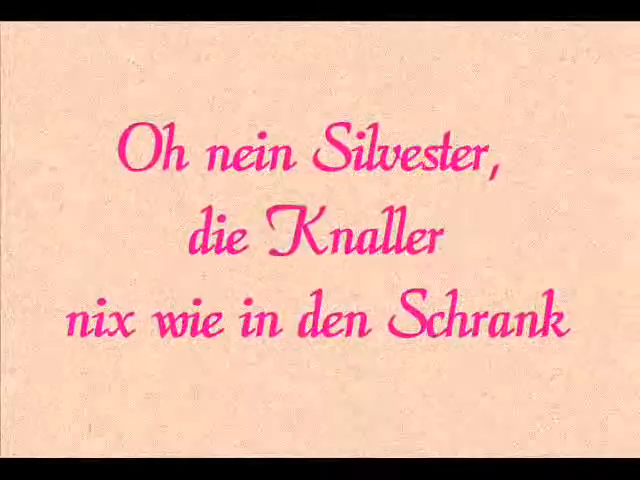 Oh nein Silvester,
die Knaller
nix wie in den Schrank